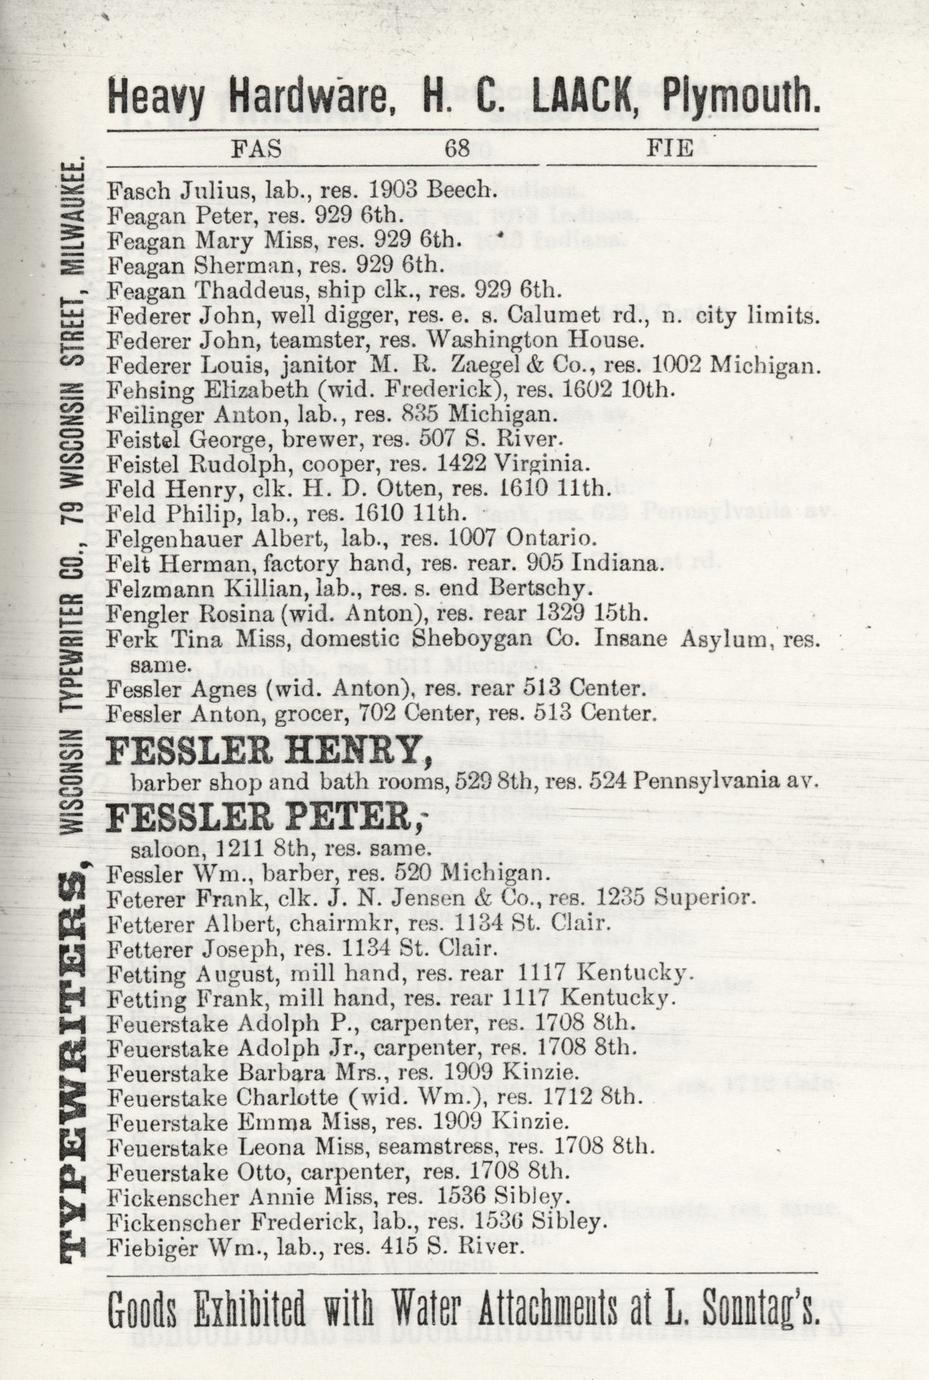 Heavy Hardware, H. C. LAACK, Plymouth.
FAS 68 FIE
Fasch Julius, lab., res. 1903 Beech.
Feagan Peter, res. 929 6th.
Feagan Mary Miss, res. 929 6th.
Feagan Sherman, res. 929 6th.
Feagan Thaddeus, ship clk., res. 929 6th.
Federer John, well digger, res. e. s. Calumet rd., n. city limits.
Federer John, teamster, res. Washington House.
Federer Louis, janitor M. R. Zaegel & Co., res. 1002 Michigan.
Fehsing Elizabeth (wid. Frederick), res. 1602 10th.
Feilinger Anton, lab., res. 835 Michigan.
Feistel George, brewer, res. 507 S. River.
Feistel Rudolph, cooper, res. 1422 Virginia.
Feld Henry, clk. H. D. Otten, res. 1610 11th.
Feld Philip, lab., res. 1610 11th.
Felgenhauer Albert, lab., res. 1007 Ontario.
Felt Herman, factory hand, res. rear. 905 Indiana.
Felzmann Killian, lab., res. s. end Bertschy.
Fengler Rosina (wid. Anton), res. rear 1329 15th.
Ferk Tina Miss, domestic Sheboygan Co. Insane Asylum, res.
same.
Fessler Agnes (wid. Anton), res. rear 513 Center.
Fessler Anton, grocer, 702 Center, res. 513 Center.
FESSLER HENRY,
barber shop and bath rooms, 529 8th, res. 524 Pennsylvania av.
FESSLER PETER,
saloon, 1211 8th, res. same.
Fessler Wm., barber, res. 520 Michigan.
Feterer Frank, clk. J. N. Jensen & Co., res. 1235 Superior.
Fetterer Albert, chairmkr, res. 1134 St. Clair.
Fetterer Joseph, res. 1134 St. Clair.
Fetting August, mill hand, res. rear 1117 Kentucky.
Fetting Frank, mill hand, res. rear 1117 Kentucky.
Feuerstake Adolph P., carpenter, res. 1708 8th.
Feuerstake Adolph Jr., carpenter, res. 1708 8th.
Feuerstake Barbara Mrs., res. 1909 Kinzie.
Feuerstake Charlotte (wid. Wm.), res. 1712 8th.
Feuerstake Emma Miss, res. 1909 Kinzie.
Feuerstake Leona Miss, seamstress, res. 1708 8th.
Feuerstake Otto, carpenter, res. 1708 8th.
Fickenscher Annie Miss, res. 1536 Sibley.
Fickenscher Frederick, lab., res. 1536 Sibley.
Fiebiger Wm., lab., res. 415 S. River.
Goods Exhibited with Water Attachments at L. Sonntag's.
TYPEWRITERS, WISCONSIN TYPEWRITER CO., 79 WISCONSIN STREET, MILWAUKEE.